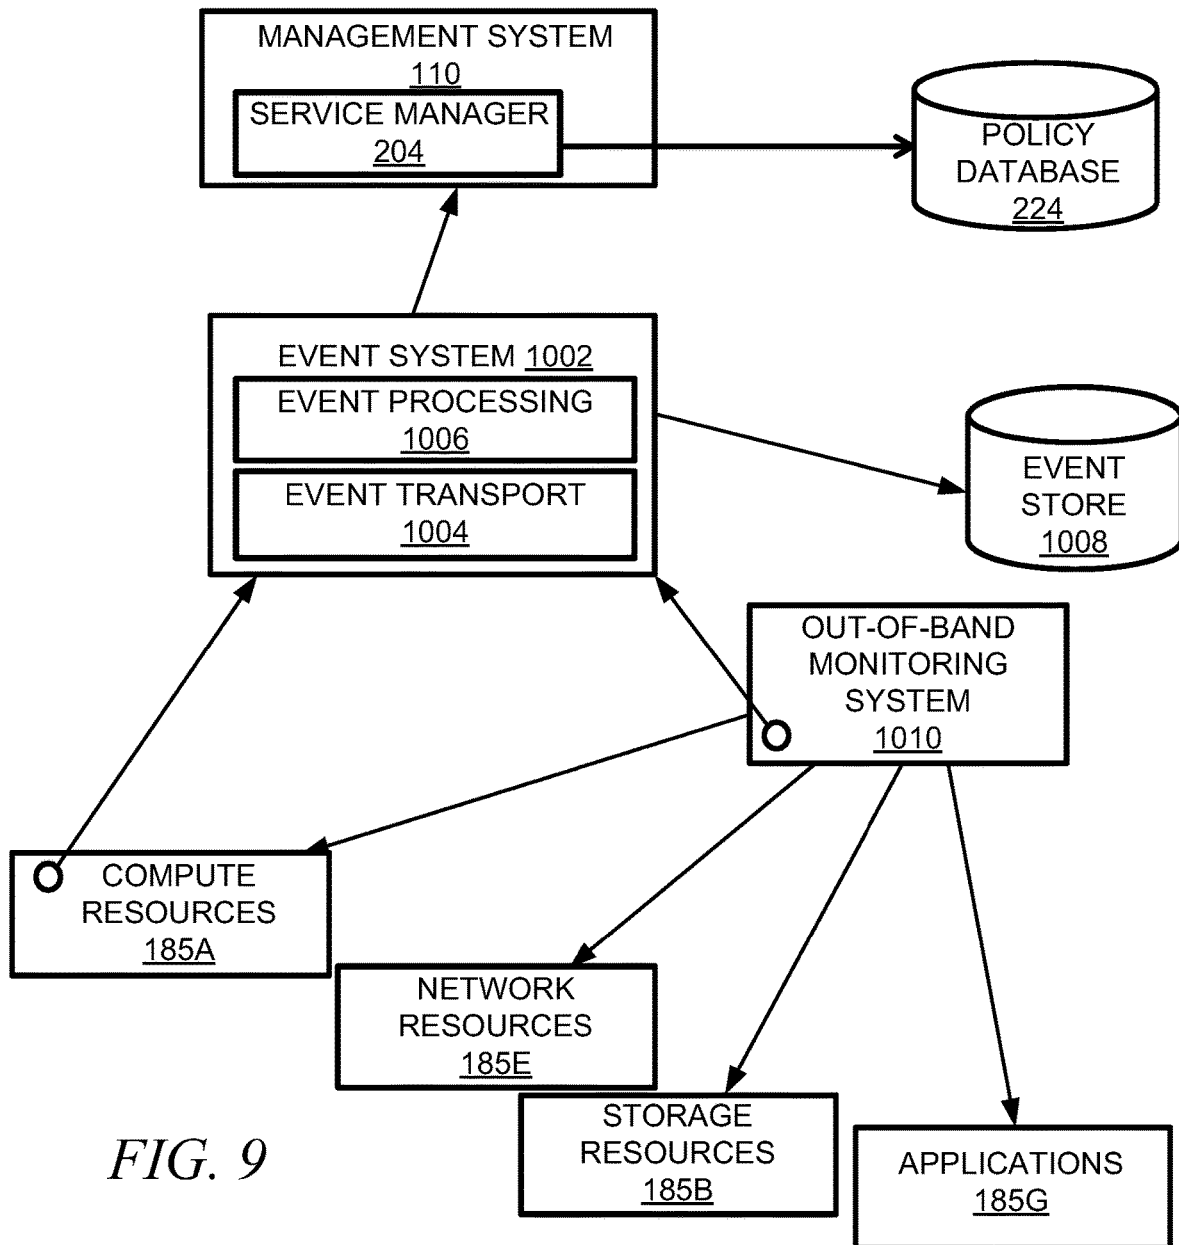 MANAGEMENT SYSTEM
110
SERVICE MANAGER
204
POLICY
DATABASE
224
EVENT SYSTEM 1002
EVENT PROCESSING
1006
EVENT TRANSPORT
1004
EVENT
STORE
1008
OUT-OF-BAND
MONITORING
SYSTEM
1010
COMPUTE
RESOURCES
185A
NETWORK
RESOURCES
185E
STORAGE
RESOURCES
185B
APPLICATIONS
185G
FIG. 9